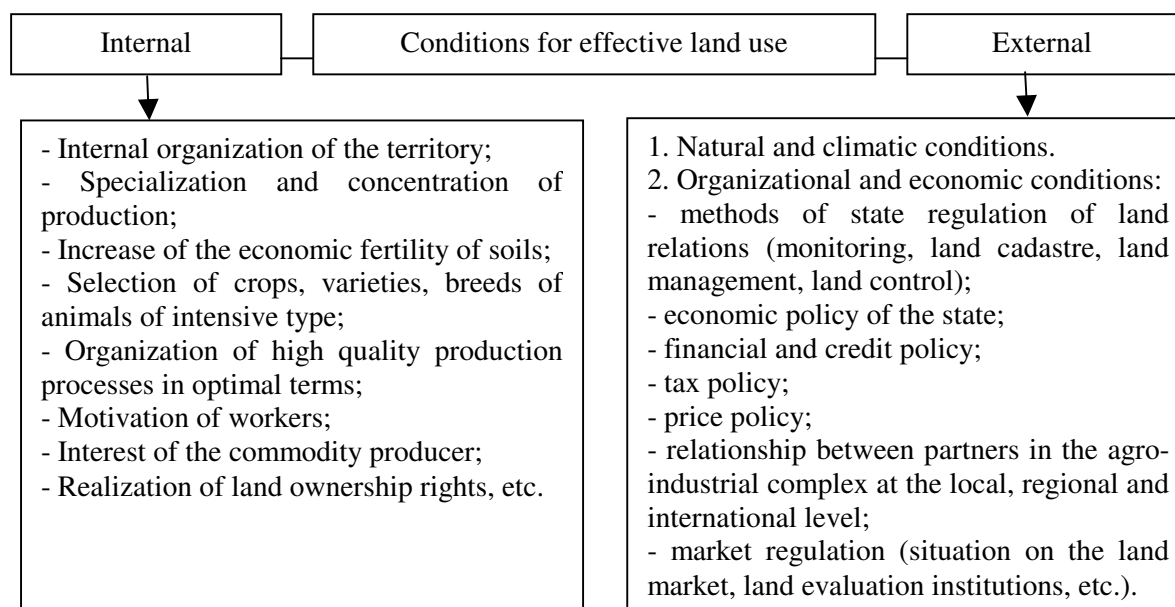 Internal
Conditions for effective land use
External
- Internal organization of the territory;
- Specialization and concentration of
production;
- Increase of the economic fertility of soils;
- Selection of crops, varieties, breeds of
animals of intensive type;
- Organization of high quality production
processes in optimal terms;
- Motivation of workers;
- Interest of the commodity producer;
- Realization of land ownership rights, etc.
1. Natural and climatic conditions.
2. Organizational and economic conditions:
- methods of state regulation of land
relations (monitoring, land cadastre, land
management, land control);
- economic policy of the state;
- financial and credit policy;
- tax policy;
- price policy;
- relationship between partners in the agro-
industrial complex at the local, regional and
international level;
- market regulation (situation on the land
market, land evaluation institutions, etc.).